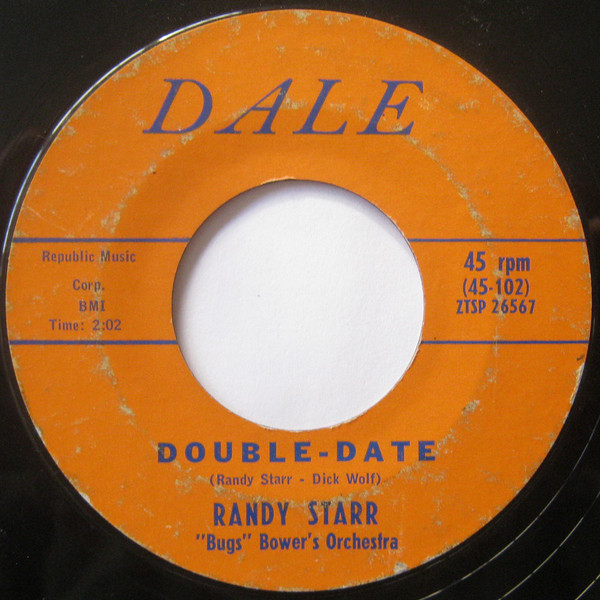 DALE
Republic Music
Corp.
BMI
Time: 2:02
45 rpm
(45-102)
ZTSP 26567
DOUBLE-DATE
(Randy Starr - Dick Wolf)
RANDY STARR
"Bugs" Bower's Orchestra